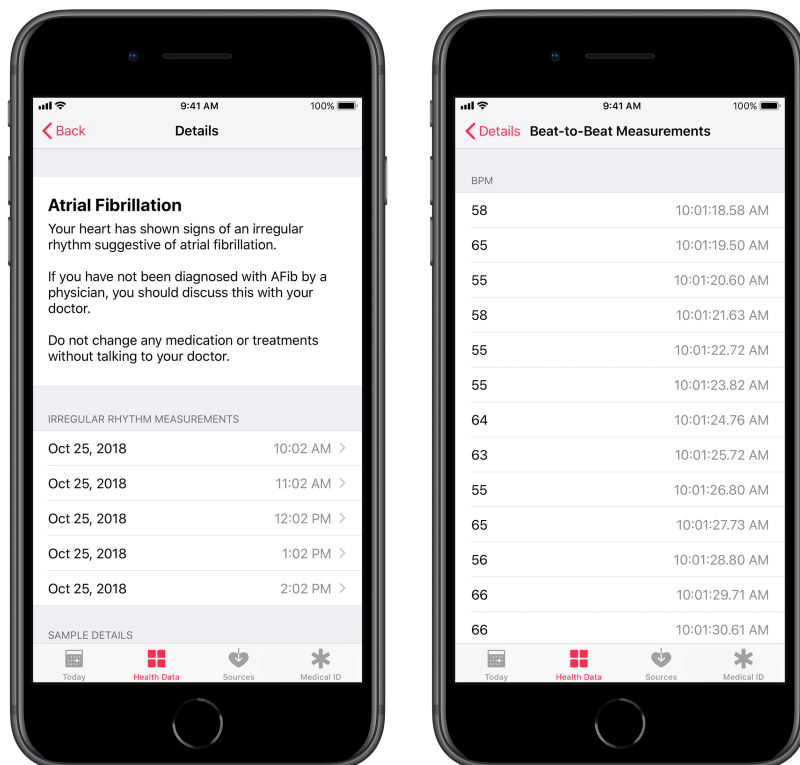 9:41 AM
100%
Back
Details
Atrial Fibrillation
Your heart has shown signs of an irregular
rhythm suggestive of atrial fibrillation.
If you have not been diagnosed with AFib by a
physician, you should discuss this with your
doctor.
Do not change any medication or treatments
without talking to your doctor.
IRREGULAR RHYTHM MEASUREMENTS
Oct 25, 2018 10:02 AM
Oct 25, 2018 11:02 AM
Oct 25, 2018 12:02 PM
Oct 25, 2018 1:02 PM
Oct 25, 2018 2:02 PM
SAMPLE DETAILS
Today Health Data Sources Medical ID
9:41 AM
100%
Details Beat-to-Beat Measurements
BPM
58 10:01:18.58 AM
65 10:01:19.50 AM
55 10:01:20.60 AM
58 10:01:21.63 AM
55 10:01:22.72 AM
55 10:01:23.82 AM
64 10:01:24.76 AM
63 10:01:25.72 AM
55 10:01:26.80 AM
65 10:01:27.73 AM
56 10:01:28.80 AM
66 10:01:29.71 AM
66 10:01:30.61 AM
Today Health Data Sources Medical ID